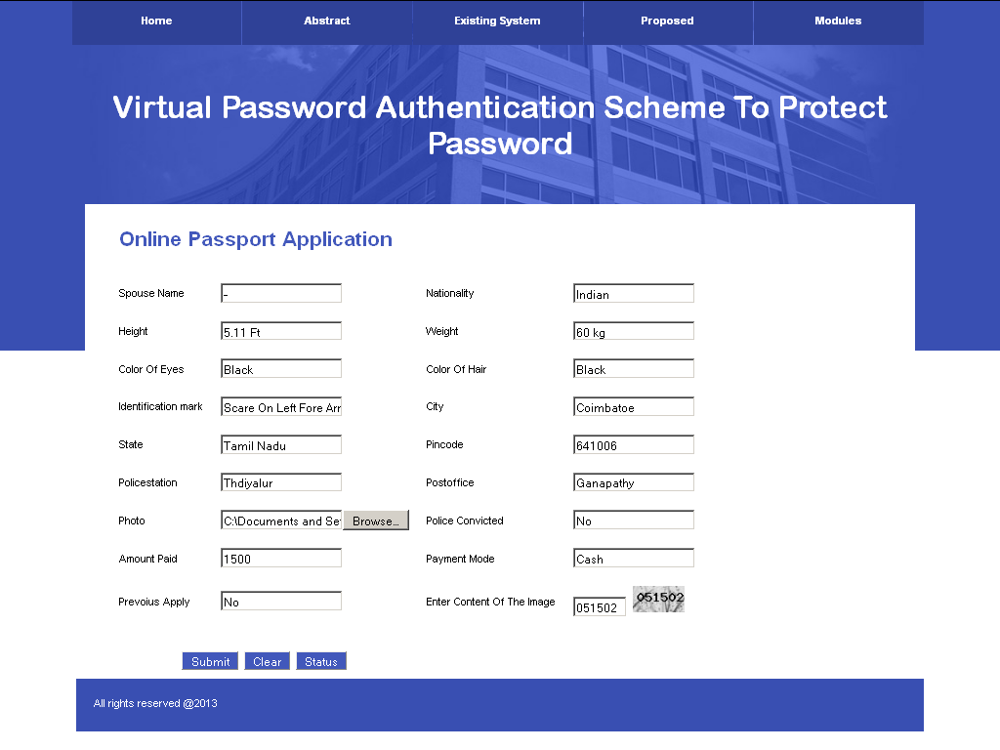 Home Abstract Existing System Proposed Modules
Virtual Password Authentication Scheme To Protect
Password
Online Passport Application
Spouse Name - Nationality Indian
Height 5.11 Ft Weight 60 kg
Color Of Eyes Black Color Of Hair Black
Identification mark Scare On Left Fore Arr City Coimbatoe
State Tamil Nadu Pincode 641006
Policestation Thdiyalur Postoffice Ganapathy
Photo C:\Documents and Set Browse... Police Convicted No
Amount Paid 1500 Payment Mode Cash
Prevoius Apply No Enter Content Of The Image 051502 051502
Submit Clear Status
All rights reserved @2013